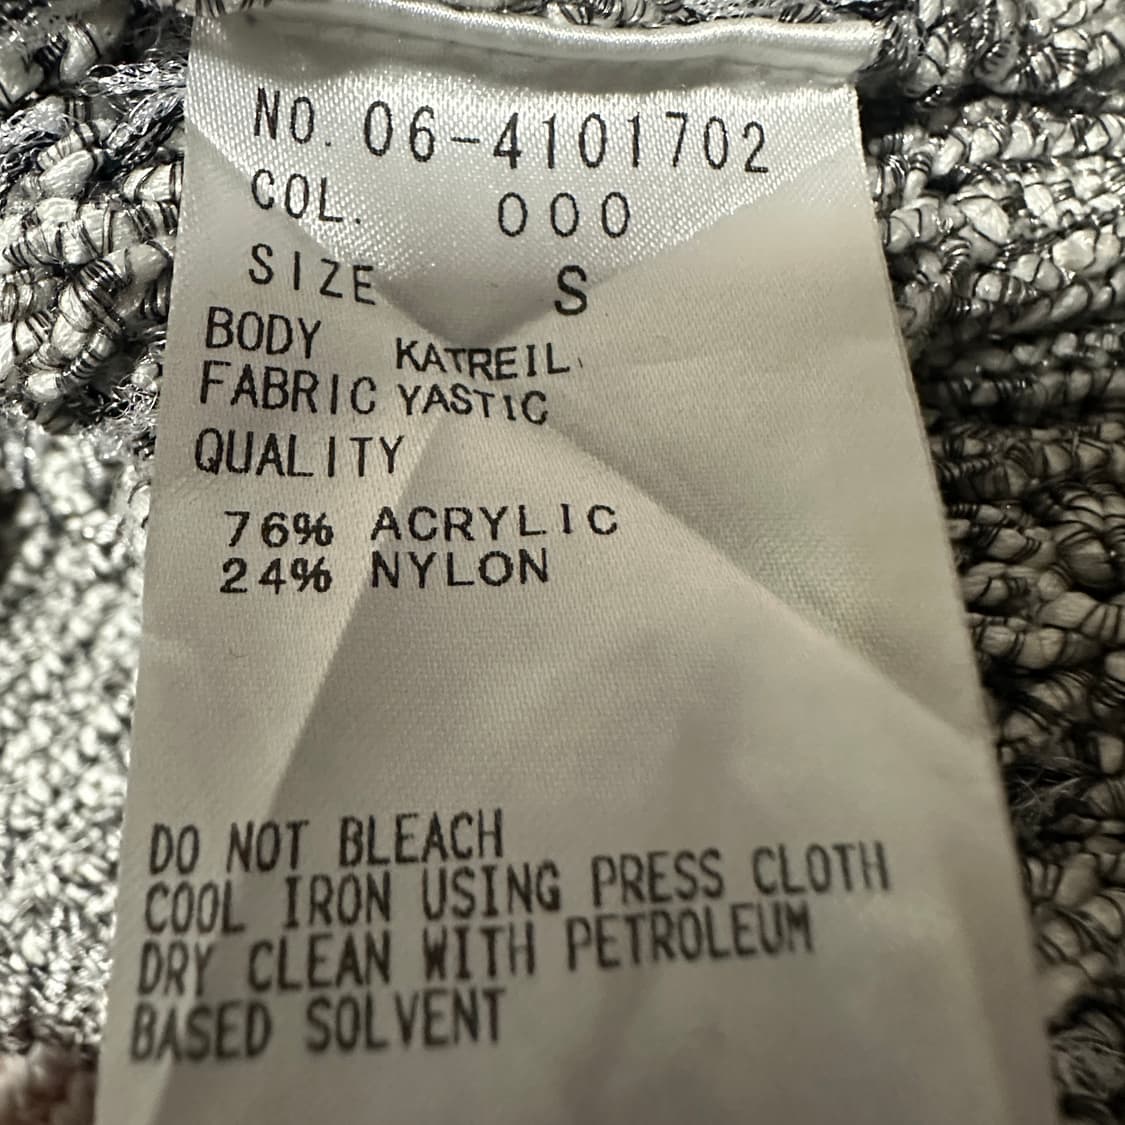 NO. 06-4101702
COL. 000
SIZE S
BODY KATREIL
FABRIC YASTIC
QUALITY
76% ACRYLIC
24% NYLON
DO NOT BLEACH
COOL IRON USING PRESS CLOTH
DRY CLEAN WITH PETROLEUM
BASED SOLVENT